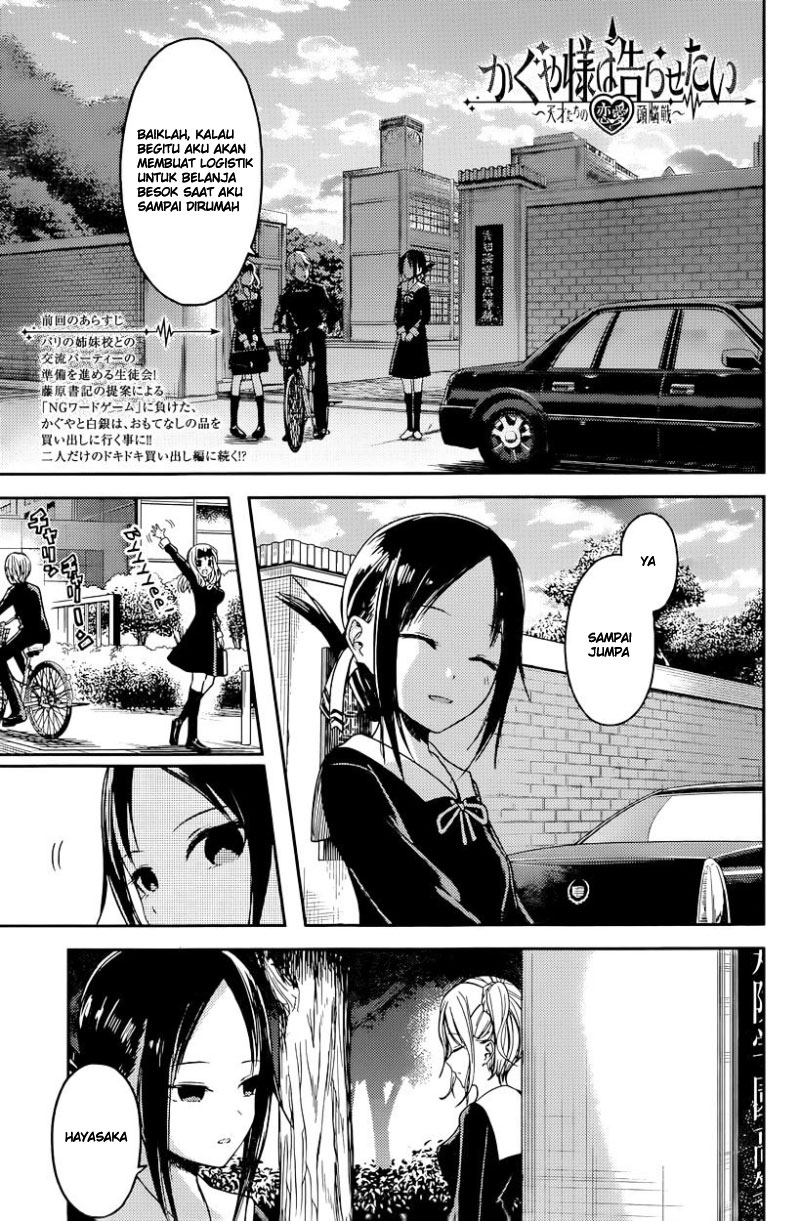 かぐや様は告らせたい
~天才たちの恋愛頭脳戦~
BAIKLAH, KALAU
BEGITU AKU AKAN
MEMBUAT LOGISTIK
UNTUK BELANJA
BESOK SAAT AKU
SAMPAI DIRUMAH
前回のあらすじ
パリの姉妹校との
交流パーティーの
準備を進める生徒会!
藤原書記の提案による
「NGワードゲーム」に負けた、
かぐやと白銀は、おもてなしの品を
買い出しに行く事に!!
二人だけのドキドキ買い出し編に続く!?
YA
SAMPAI
JUMPA
BYYYYYee!
チャリ
チャリ
HAYASAKA